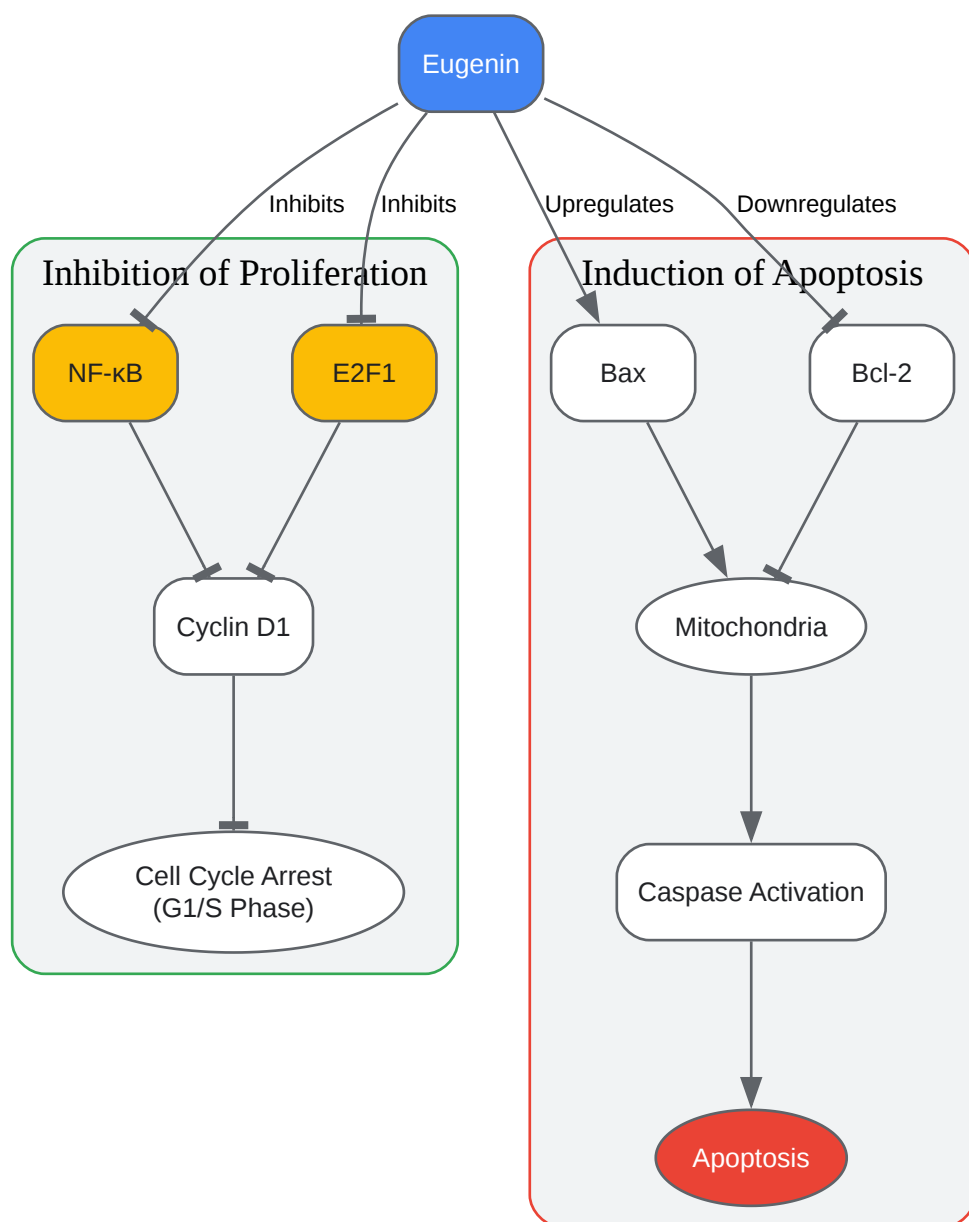 Eugenin
Inhibits
Inhibits
Upregulates
Downregulates
Inhibition of Proliferation
Induction of Apoptosis
NF-κB
E2F1
Bax
Bcl-2
Cyclin D1
Mitochondria
Cell Cycle Arrest
(G1/S Phase)
Caspase Activation
Apoptosis